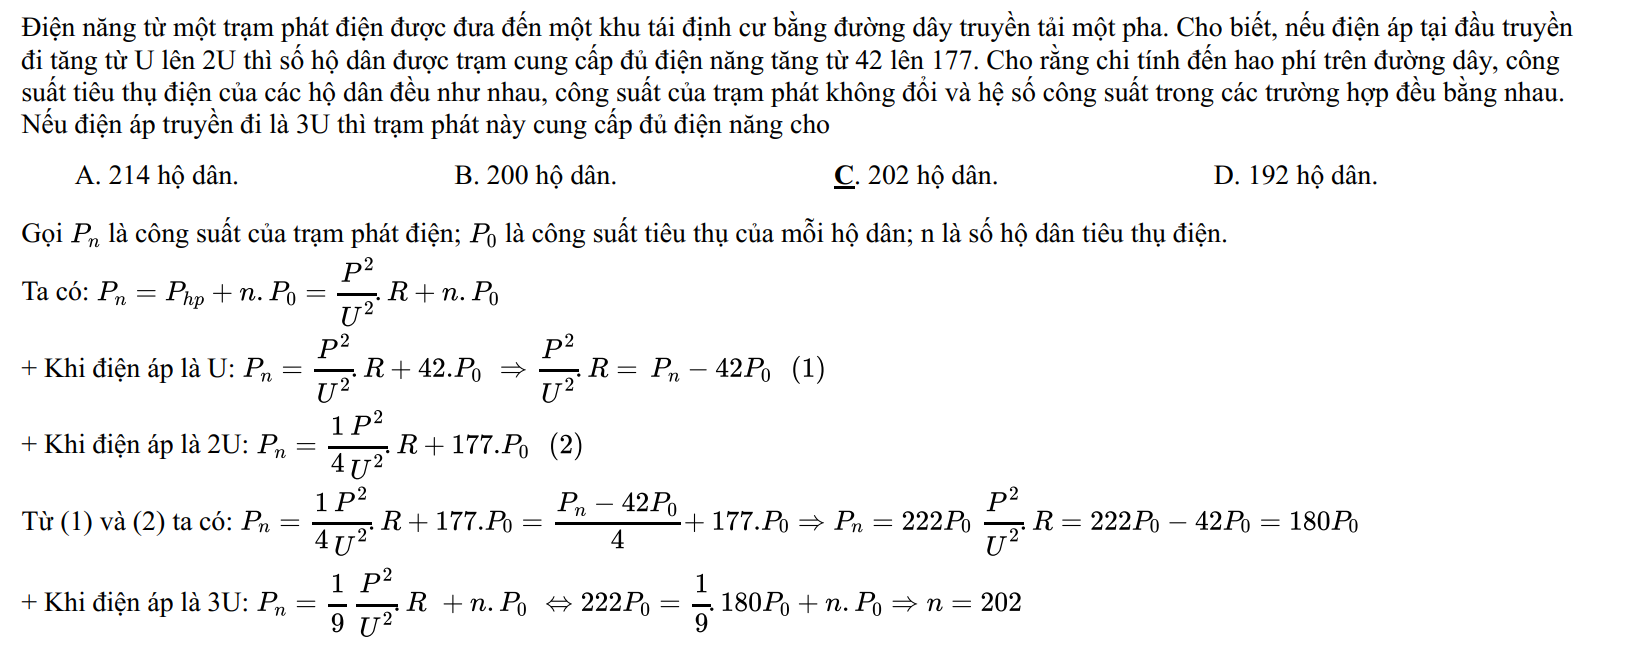 Điện năng từ một trạm phát điện được đưa đến một khu tái định cư bằng đường dây truyền tải một pha. Cho biết, nếu điện áp tại đầu truyền
đi tăng từ U lên 2U thì số hộ dân được trạm cung cấp đủ điện năng tăng từ 42 lên 177. Cho rằng chi tính đến hao phí trên đường dây, công
suất tiêu thụ điện của các hộ dân đều như nhau, công suất của trạm phát không đổi và hệ số công suất trong các trường hợp đều bằng nhau.
Nếu điện áp truyền đi là 3U thì trạm phát này cung cấp đủ điện năng cho
A. 214 hộ dân. B. 200 hộ dân. C. 202 hộ dân. D. 192 hộ dân.
Gọi $P_n$ là công suất của trạm phát điện; $P_0$ là công suất tiêu thụ của mỗi hộ dân; n là số hộ dân tiêu thụ điện.
Ta có: $P_n = P_{hp} + n. P_0 = \frac{P^2}{U^2}. R + n. P_0$
+ Khi điện áp là U: $P_n = \frac{P^2}{U^2}. R + 42.P_0 \Rightarrow \frac{P^2}{U^2}. R = P_n - 42P_0$ (1)
+ Khi điện áp là 2U: $P_n = \frac{1}{4}\frac{P^2}{U^2}. R + 177.P_0$ (2)
Từ (1) và (2) ta có: $P_n = \frac{1}{4}\frac{P^2}{U^2}. R + 177.P_0 = \frac{P_n - 42P_0}{4} + 177.P_0 \Rightarrow P_n = 222P_0 \frac{P^2}{U^2}. R = 222P_0 - 42P_0 = 180P_0$
+ Khi điện áp là 3U: $P_n = \frac{1}{9}\frac{P^2}{U^2}. R + n. P_0 \Leftrightarrow 222P_0 = \frac{1}{9}. 180P_0 + n. P_0 \Rightarrow n = 202$